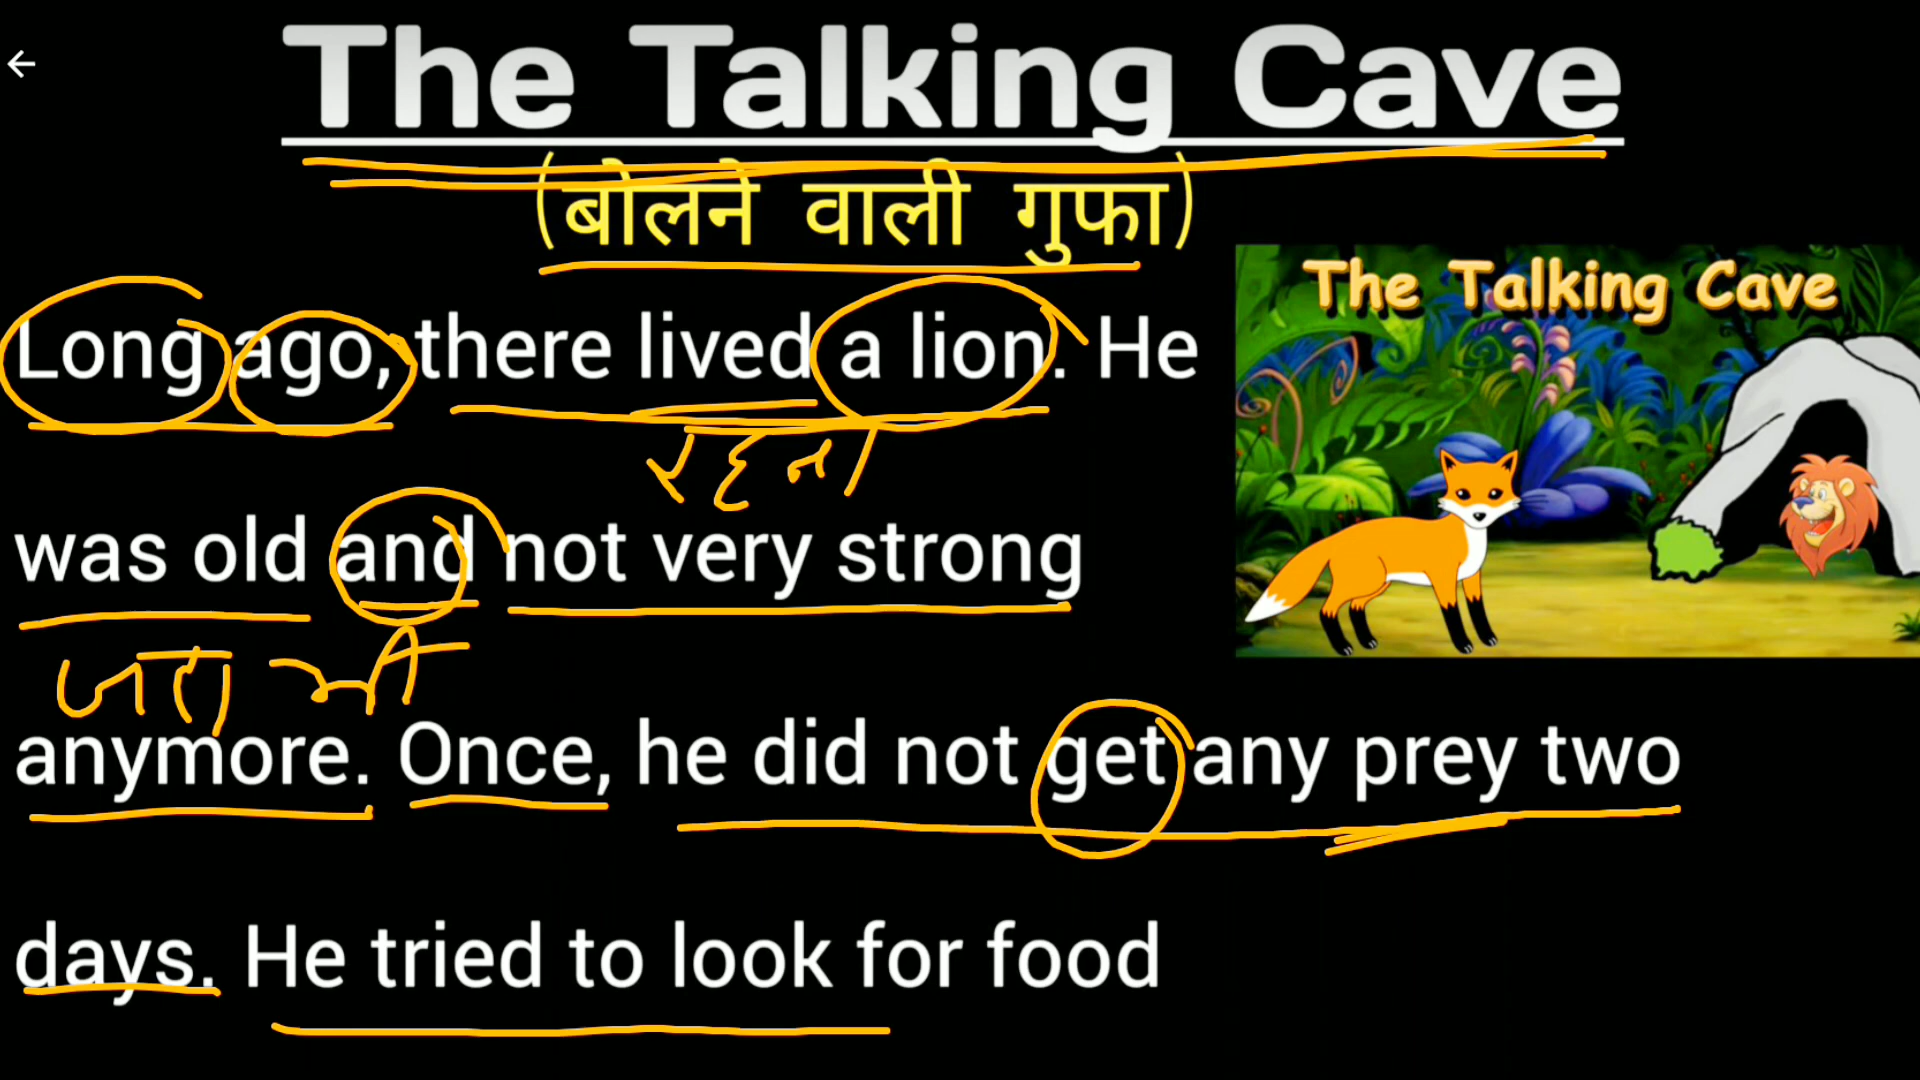 The Talking Cave
(बोलने वाली गुफा)
The Talking Cave
Long ago, there lived a lion. He
रहना
was old and not very strong
anymore. Once, he did not get any prey two
days. He tried to look for food